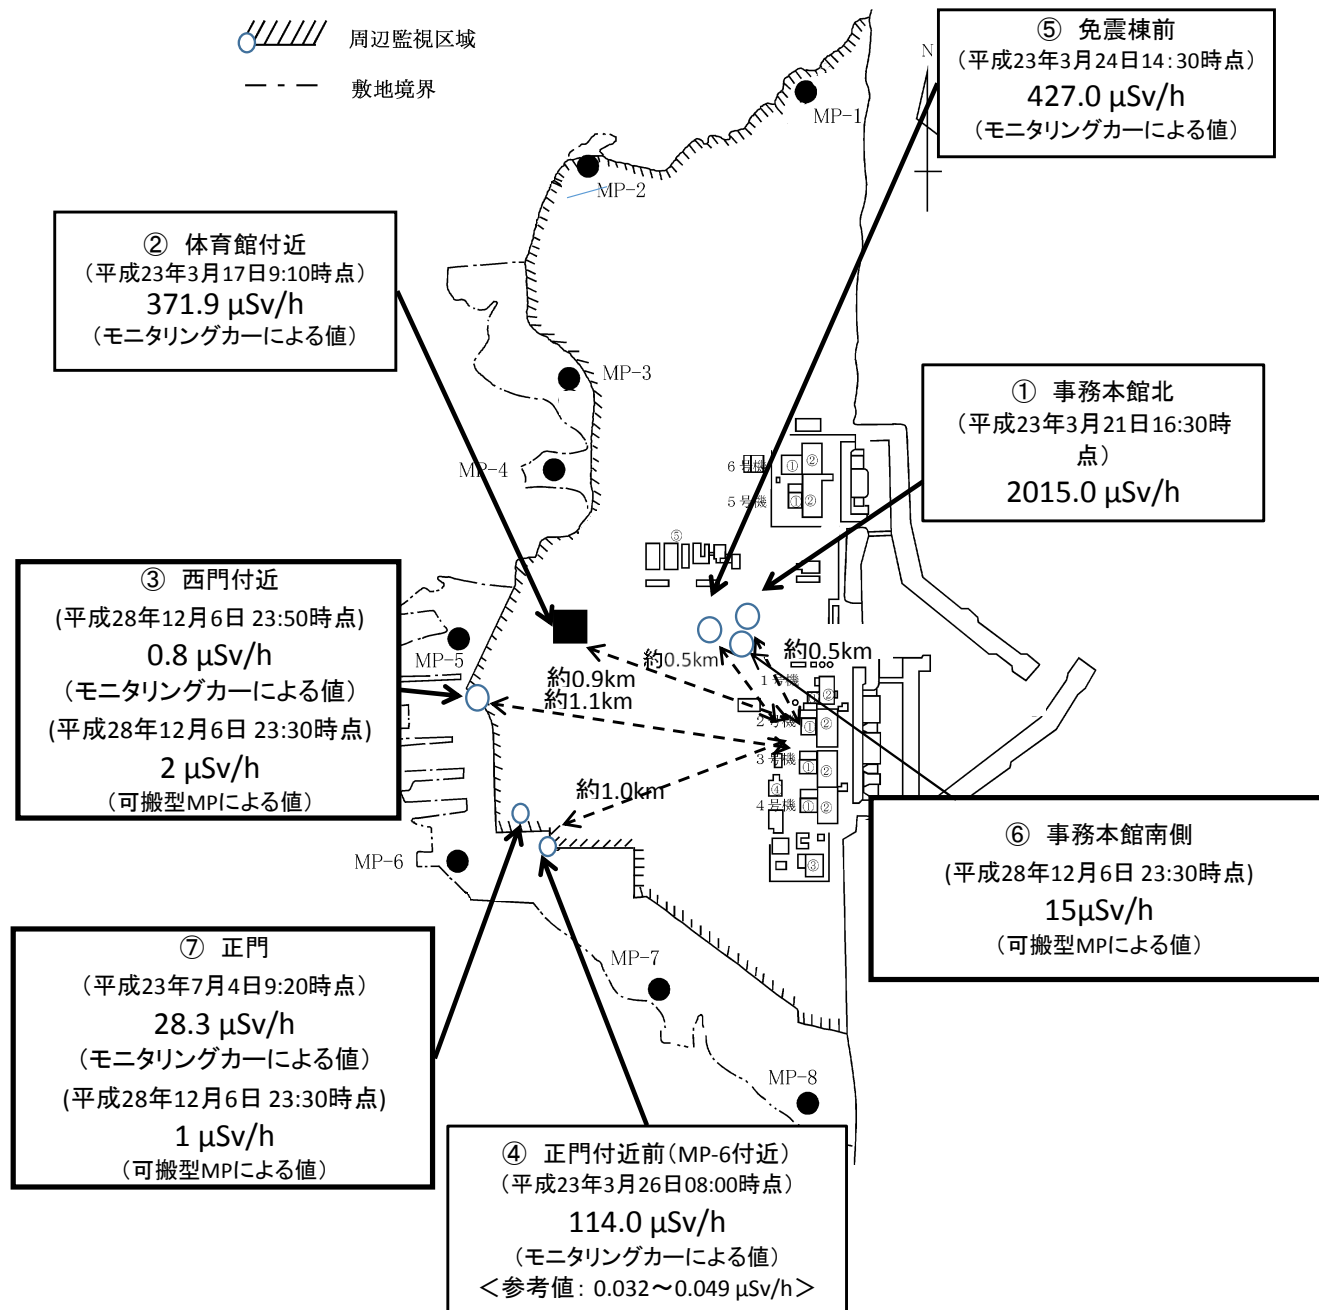 周辺監視区域
敷地境界
⑤ 免震棟前
(平成23年3月24日14:30時点)
427.0 μSv/h
(モニタリングカーによる値)
N
MP-1
MP-2
② 体育館付近
(平成23年3月17日9:10時点)
371.9 μSv/h
(モニタリングカーによる値)
MP-3
① 事務本館北
(平成23年3月21日16:30時
点)
2015.0 μSv/h
MP-4
6号機
①
②
5号機
①
②
⑤
③ 西門付近
(平成28年12月6日 23:50時点)
0.8 μSv/h
(モニタリングカーによる値)
(平成28年12月6日 23:30時点)
2 μSv/h
(可搬型MPによる値)
MP-5
約0.5km
約0.5km
約0.9km
約1.1km
約1.0km
1号機
②
2号機
①
②
3号機
①
②
④
4号機
①
②
③
MP-6
⑥ 事務本館南側
(平成28年12月6日 23:30時点)
15μSv/h
(可搬型MPによる値)
⑦ 正門
(平成23年7月4日9:20時点)
28.3 μSv/h
(モニタリングカーによる値)
(平成28年12月6日 23:30時点)
1 μSv/h
(可搬型MPによる値)
MP-7
MP-8
④ 正門付近前(MP-6付近)
(平成23年3月26日08:00時点)
114.0 μSv/h
(モニタリングカーによる値)
<参考値: 0.032～0.049 μSv/h>